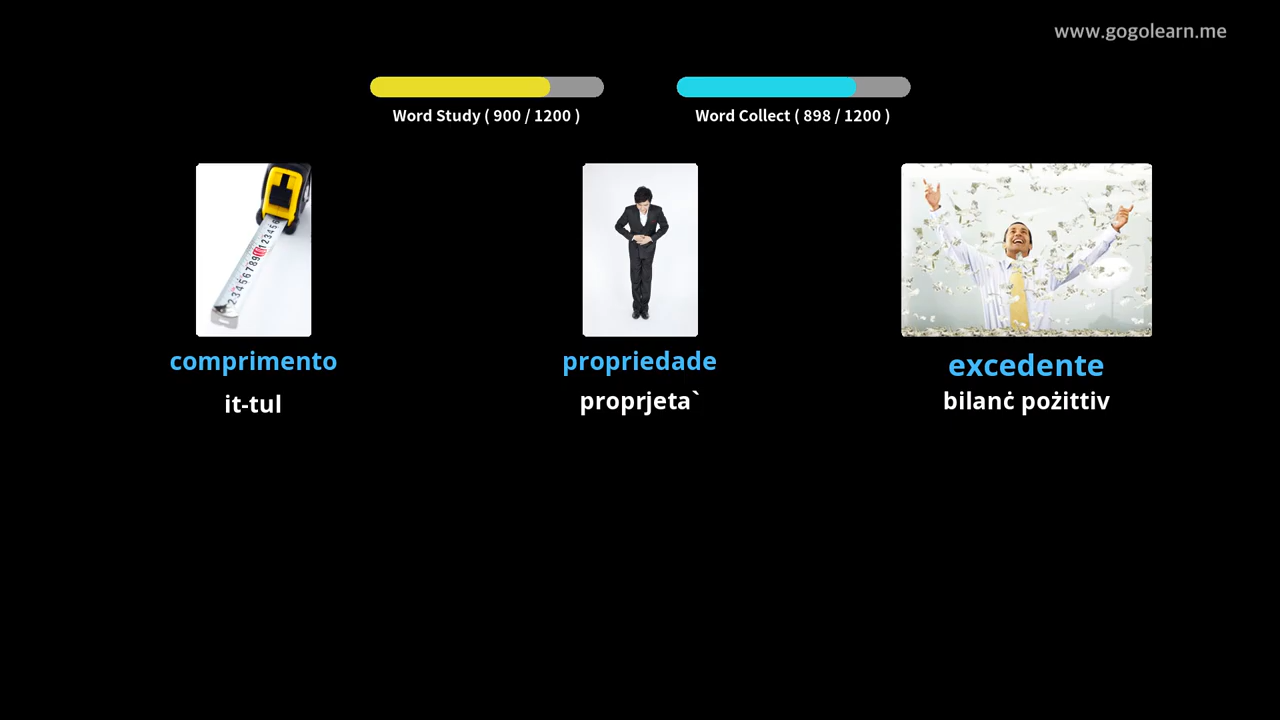 www.gogolearn.me
Word Study ( 900 / 1200 )
Word Collect ( 898 / 1200 )
comprimento
propriedade
excedente
it-tul
proprjeta`
bilanċ pożittiv